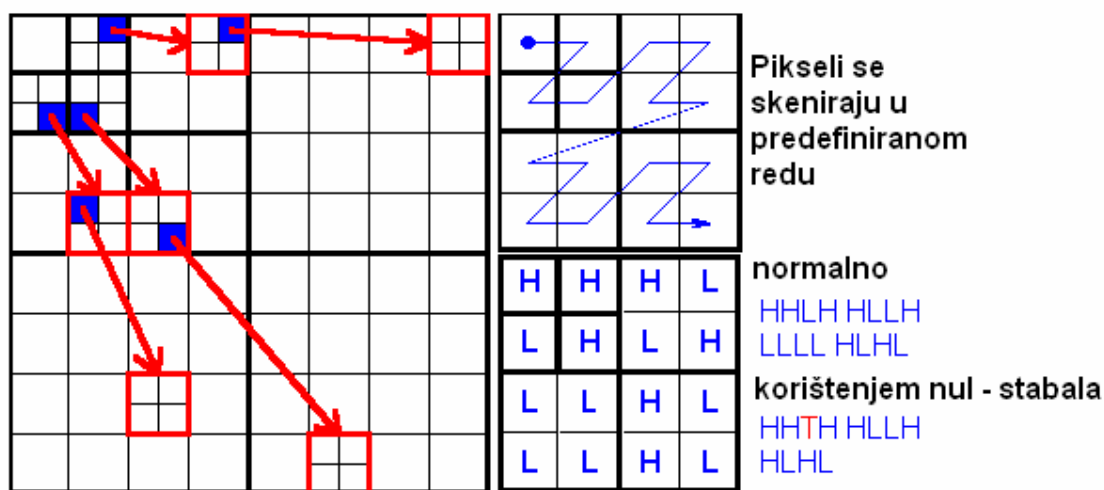 Pikseli se
skeniraju u
predefiniranom
redu
H H H L
L H L H
L L H L
L L H L
normalno
HHLH HLLH
LLLL HLHL
korištenjem nul - stabala
HHTH HLLH
HLHL